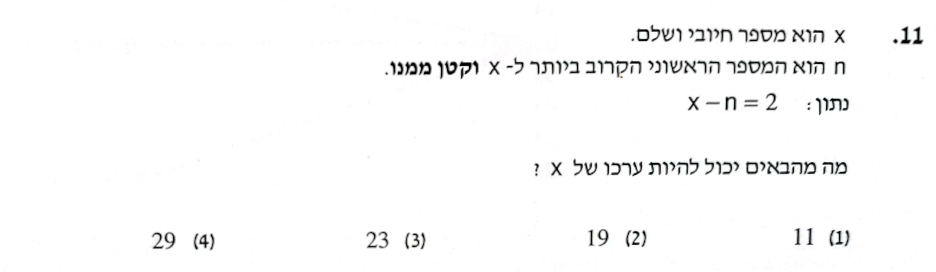 11. x הוא מספר חיובי ושלם.
n הוא המספר הראשוני הקרוב ביותר ל- x וקטן ממנו.
נתון: x – n = 2
מה מהבאים יכול להיות ערכו של x ?
(1) 11 (2) 19 (3) 23 (4) 29